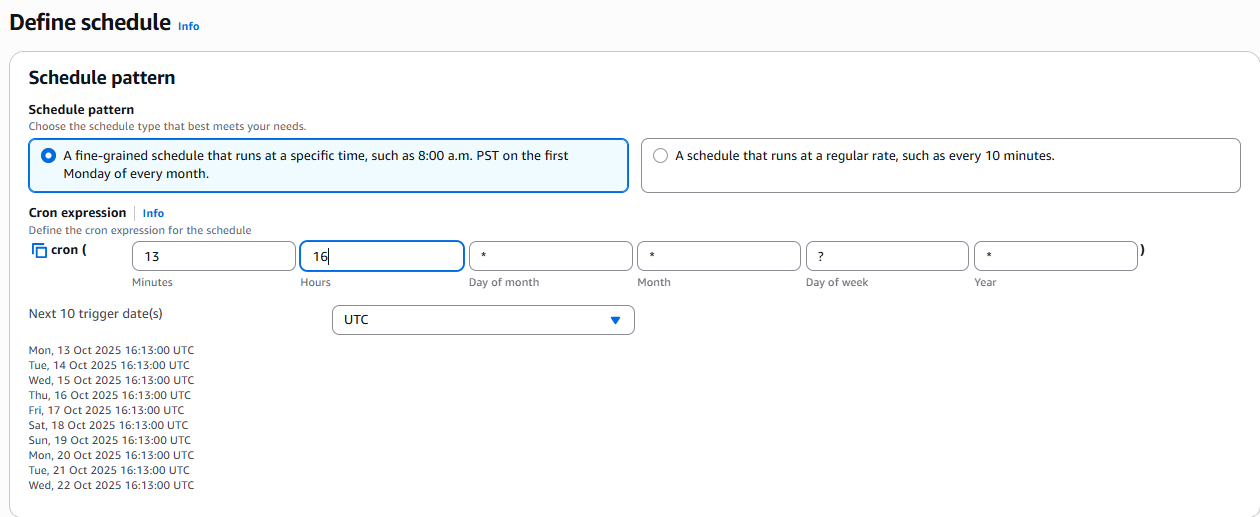 Define schedule Info
Schedule pattern
Schedule pattern
Choose the schedule type that best meets your needs.
A fine-grained schedule that runs at a specific time, such as 8:00 a.m. PST on the first
Monday of every month.
A schedule that runs at a regular rate, such as every 10 minutes.
Cron expression Info
Define the cron expression for the schedule
cron ( 13 16 * * ? * )
Minutes Hours Day of month Month Day of week Year
Next 10 trigger date(s) UTC
Mon, 13 Oct 2025 16:13:00 UTC
Tue, 14 Oct 2025 16:13:00 UTC
Wed, 15 Oct 2025 16:13:00 UTC
Thu, 16 Oct 2025 16:13:00 UTC
Fri, 17 Oct 2025 16:13:00 UTC
Sat, 18 Oct 2025 16:13:00 UTC
Sun, 19 Oct 2025 16:13:00 UTC
Mon, 20 Oct 2025 16:13:00 UTC
Tue, 21 Oct 2025 16:13:00 UTC
Wed, 22 Oct 2025 16:13:00 UTC